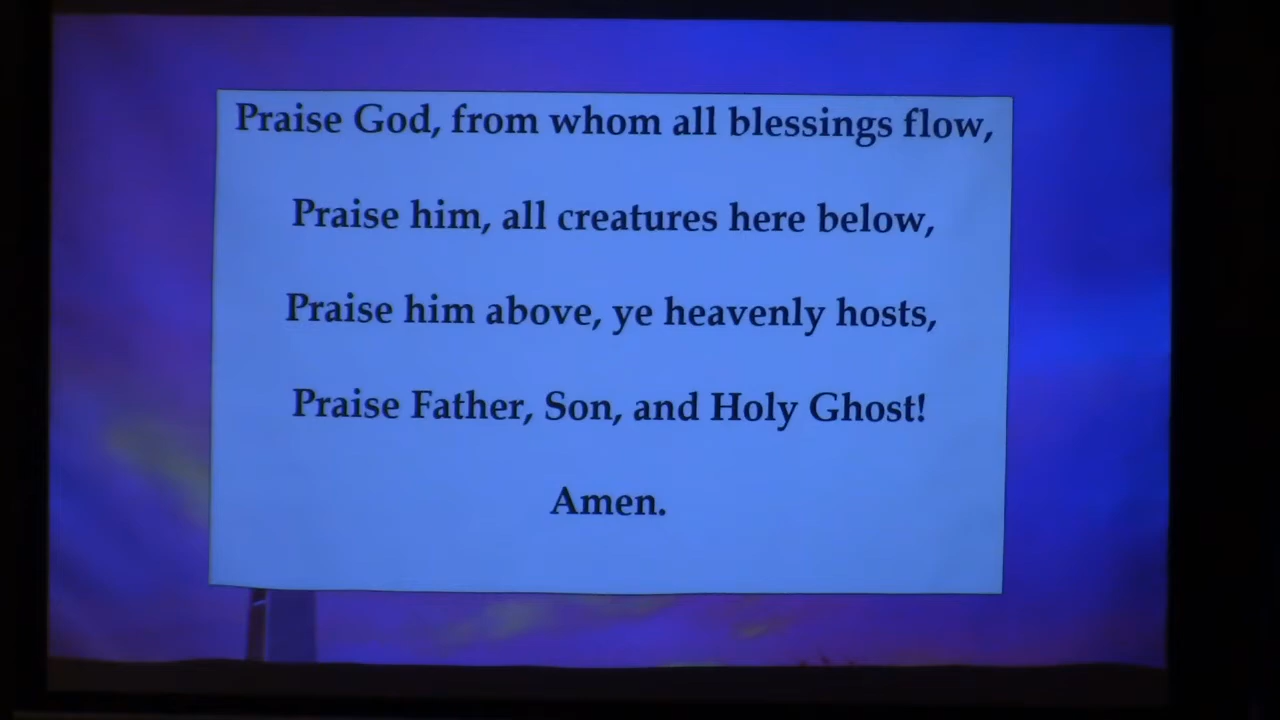 Praise God, from whom all blessings flow,
Praise him, all creatures here below,
Praise him above, ye heavenly hosts,
Praise Father, Son, and Holy Ghost!
Amen.